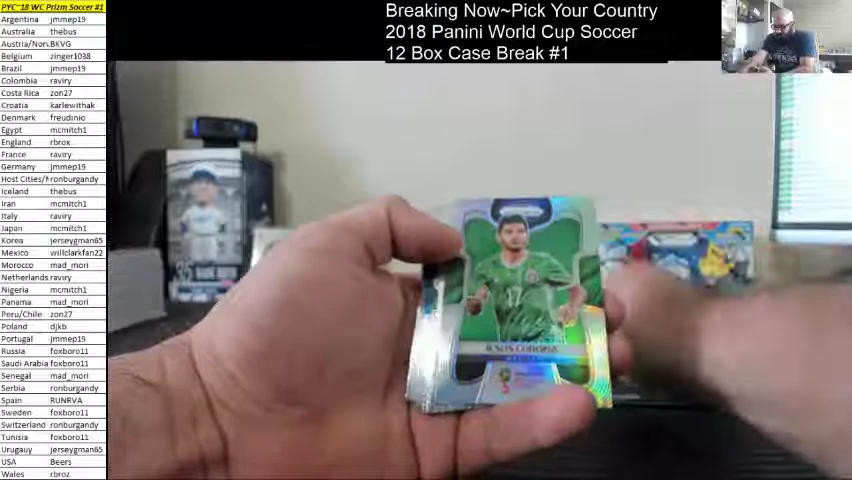 PYC~18 WC Prizm Soccer #1
Argentina jmmep19
Australia thebus
Austria/Nor BKVG
Belgium zinger1038
Brazil jmmep19
Colombia raviry
Costa Rica zon27
Croatia karlewithak
Denmark freudinio
Egypt mcmitch1
England rbrox
France raviry
Germany jmmep19
Host Cities/ ronburgandy
Iceland thebus
Iran mcmitch1
Italy raviry
Japan mcmitch1
Korea jerseygman65
Mexico willclarkfan22
Morocco mad_mori
Netherlands raviry
Nigeria mcmitch1
Panama mad_mori
Peru/Chile zon27
Poland djkb
Portugal jmmep19
Russia foxboro11
Saudi Arabia foxboro11
Senegal mad_mori
Serbia ronburgandy
Spain RUNRVA
Sweden foxboro11
Switzerland ronburgandy
Tunisia foxboro11
Urugauy jerseygman65
USA Beers
Wales rbroz
Breaking Now~Pick Your Country
2018 Panini World Cup Soccer
12 Box Case Break #1
17
JESUS CORONA